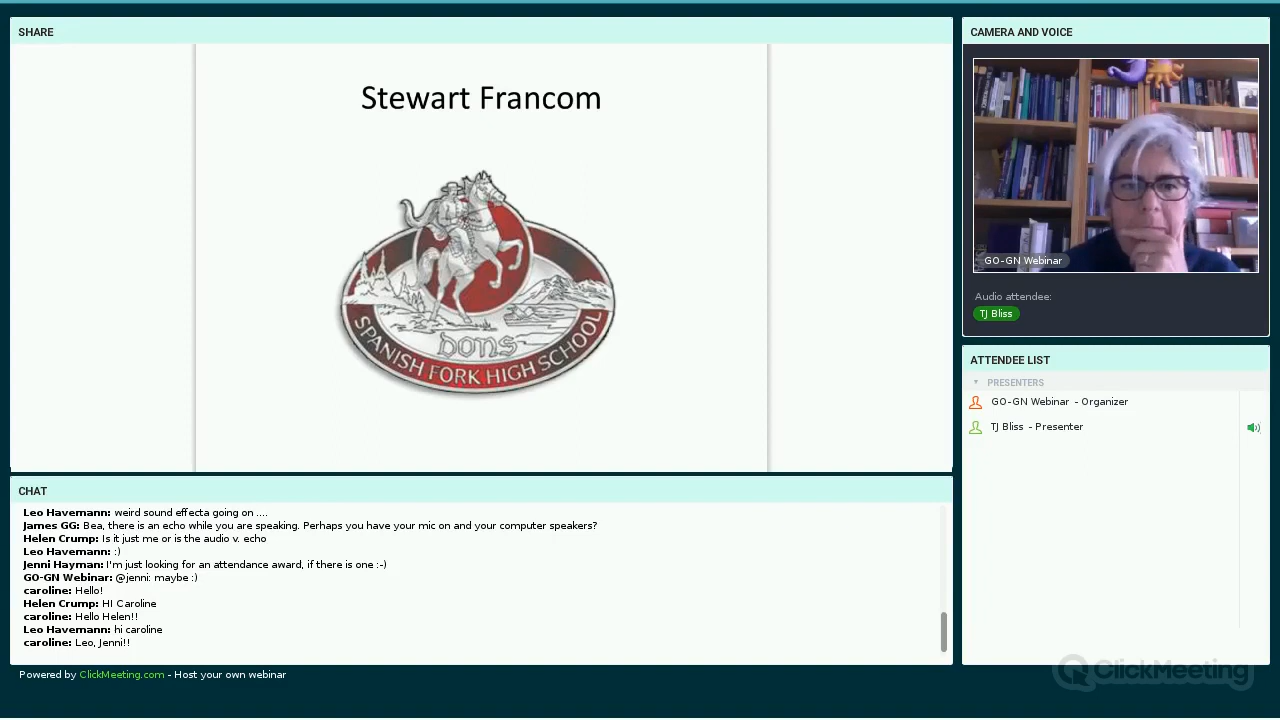 SHARE
Stewart Francom
DONS
SPANISH FORK HIGH SCHOOL
CAMERA AND VOICE
GO-GN Webinar
Audio attendee:
TJ Bliss
ATTENDEE LIST
PRESENTERS
GO-GN Webinar - Organizer
TJ Bliss - Presenter
CHAT
Leo Havemann: weird sound effecta going on ....
James GG: Bea, there is an echo while you are speaking. Perhaps you have your mic on and your computer speakers?
Helen Crump: Is it just me or is the audio v. echo
Leo Havemann: :)
Jenni Hayman: I'm just looking for an attendance award, if there is one :-)
GO-GN Webinar: @jenni: maybe :)
caroline: Hello!
Helen Crump: HI Caroline
caroline: Hello Helen!!
Leo Havemann: hi caroline
caroline: Leo, Jenni!!
Powered by ClickMeeting.com - Host your own webinar
ClickMeeting